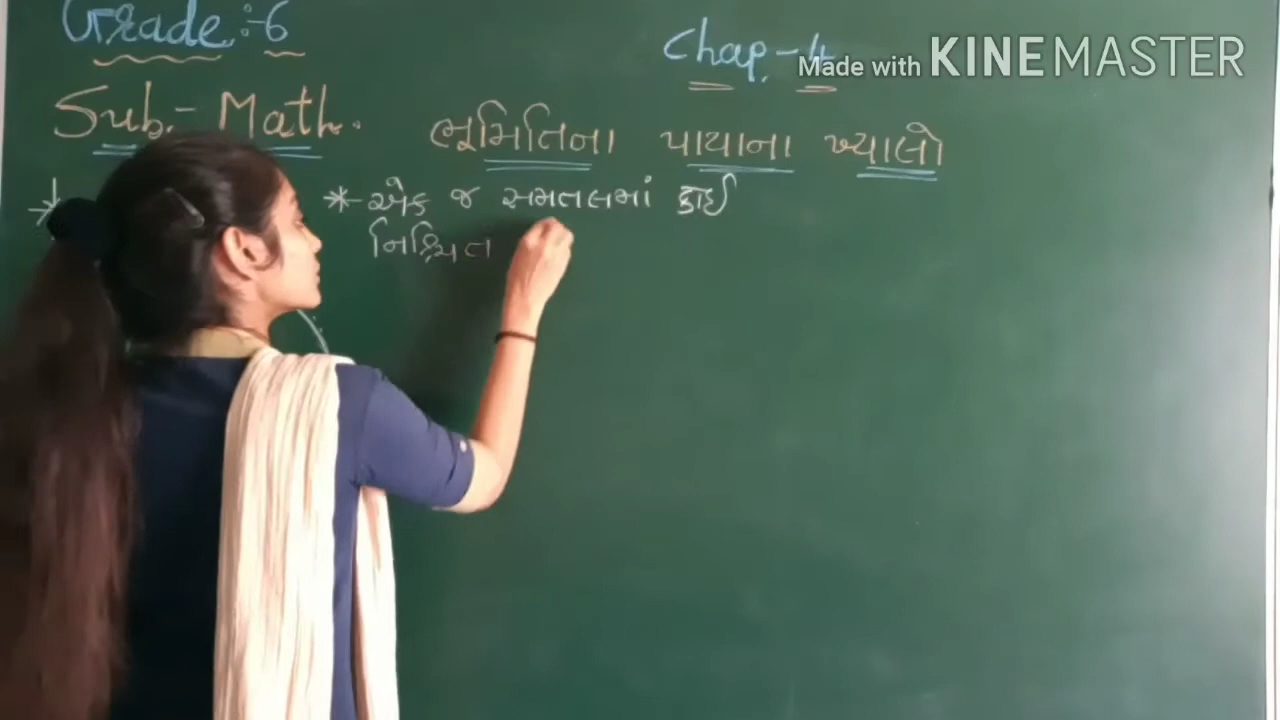 Grade :- 6
Chap. - 4
Made with KINEMASTER
Sub. - Math.
ભૂમિતિના પાયાના ખ્યાલો
* એક જ સમતલમાં કોઈ
નિશ્ચિત